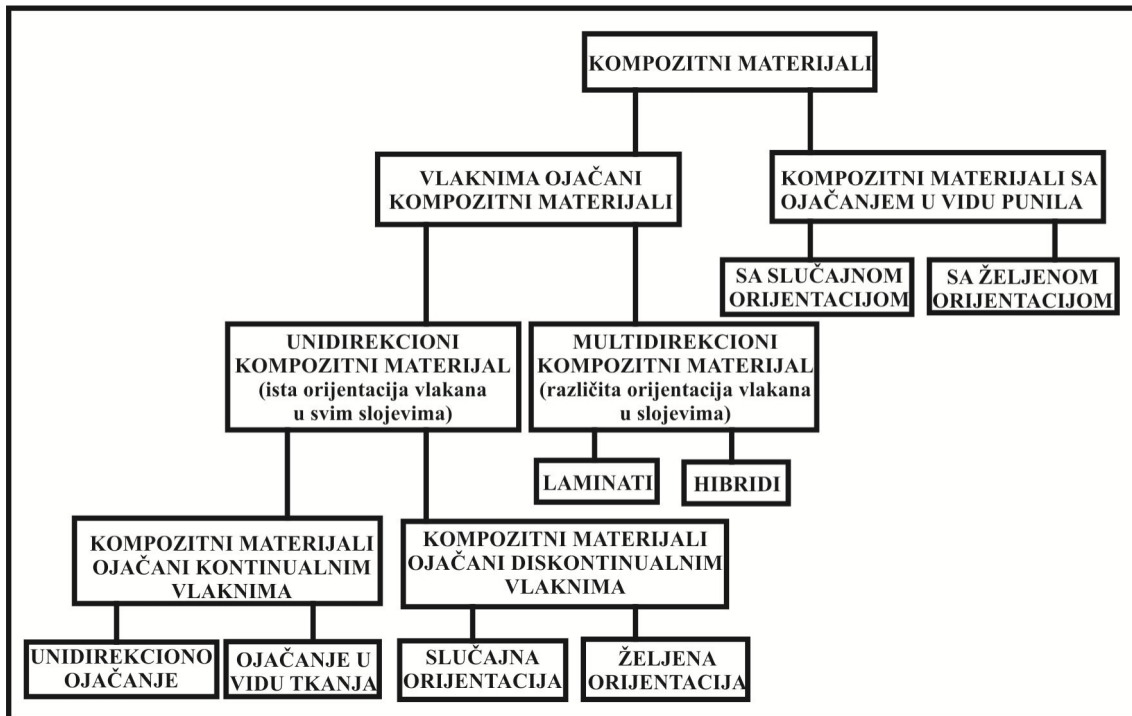 KOMPOZITNI MATERIJALI
VLAKNIMA OJAČANI
KOMPOZITNI MATERIJALI
KOMPOZITNI MATERIJALI SA
OJAČANJEM U VIDU PUNILA
SA SLUČAJNOM
ORIJENTACIJOM
SA ŽELJENOM
ORIJENTACIJOM
UNIDIREKCIONI
KOMPOZITNI MATERIJAL
(ista orijentacija vlakana
u svim slojevima)
MULTIDIREKCIONI
KOMPOZITNI MATERIJAL
(različita orijentacija vlakana
u slojevima)
LAMINATI
HIBRIDI
KOMPOZITNI MATERIJALI
OJAČANI KONTINUALNIM
VLAKNIMA
KOMPOZITNI MATERIJALI
OJAČANI DISKONTINUALNIM
VLAKNIMA
UNIDIREKCIONO
OJAČANJE
OJAČANJE U
VIDU TKANJA
SLUČAJNA
ORIJENTACIJA
ŽELJENA
ORIJENTACIJA